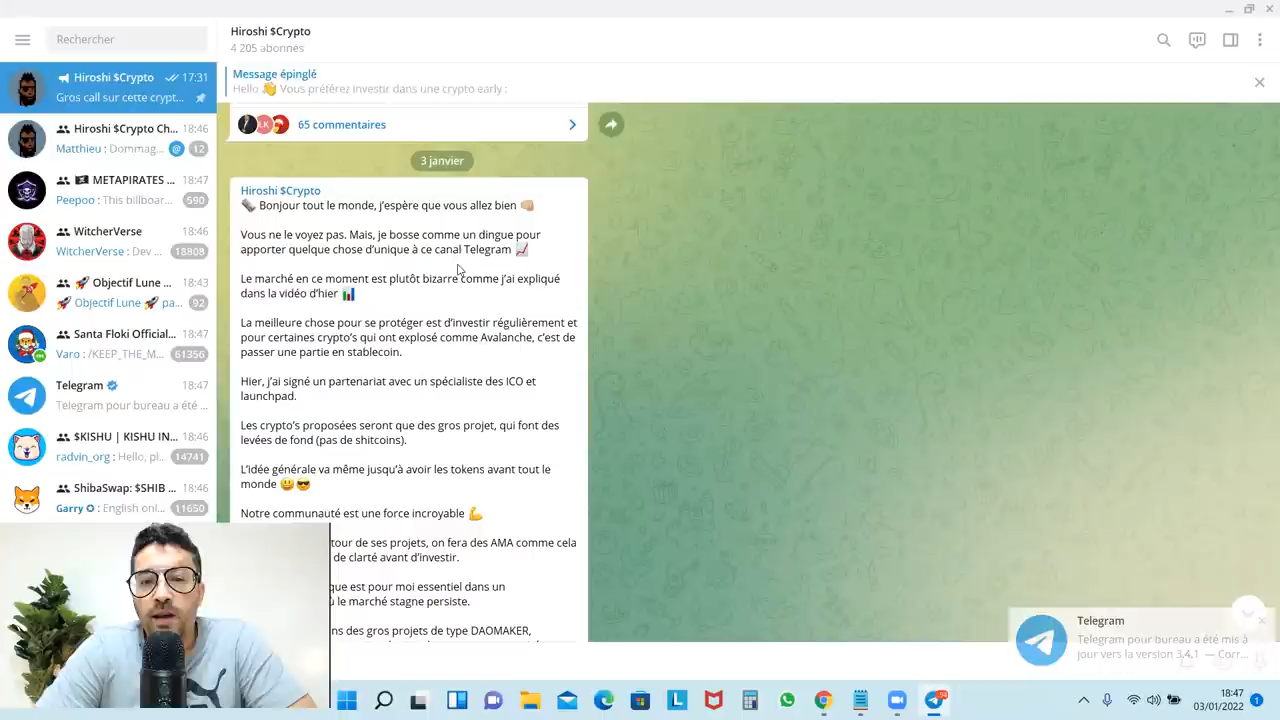 Rechercher
Hiroshi $Crypto
4 205 abonnés
Message épinglé
Hello 👋 Vous préférez investir dans une crypto early :
Hiroshi $Crypto 17:31
Gros call sur cette crypt...
Hiroshi $Crypto Ch... 18:46
Matthieu : Dommag... @ 12
🏴‍☠️ METAPIRATES ... 18:47
Peepoo : This billboar... 590
WitcherVerse 18:46
WitcherVerse : Dev ... 18808
🚀 Objectif Lune ... 18:43
🚀 Objectif Lune 🚀 pa... 92
Santa Floki Official... 18:47
Varo : /KEEP_THE_M... 61356
Telegram 18:47
Telegram pour bureau a été ...
$KISHU | KISHU IN... 18:46
radvin_org : Hello, pl... 14741
ShibaSwap: $SHIB ... 18:46
Garry : English onl... 11650
LK
65 commentaires
3 janvier
Hiroshi $Crypto
🗞 Bonjour tout le monde, j'espère que vous allez bien 👊🏼
Vous ne le voyez pas. Mais, je bosse comme un dingue pour
apporter quelque chose d'unique à ce canal Telegram 📈
Le marché en ce moment est plutôt bizarre comme j'ai expliqué
dans la vidéo d'hier 📊
La meilleure chose pour se protéger est d'investir régulièrement et
pour certaines crypto's qui ont explosé comme Avalanche, c'est de
passer une partie en stablecoin.
Hier, j'ai signé un partenariat avec un spécialiste des ICO et
launchpad.
Les crypto's proposées seront que des gros projet, qui font des
levées de fond (pas de shitcoins).
L'idée générale va même jusqu'à avoir les tokens avant tout le
monde 😃😎
Notre communauté est une force incroyable 💪
tour de ses projets, on fera des AMA comme cela
de clarté avant d'investir.
que est pour moi essentiel dans un
le marché stagne persiste.
ns des gros projets de type DAOMAKER,
Telegram
Telegram pour bureau a été mis à
jour vers la version 3.4.1 — Corr...
L
94
18:47
03/01/2022
1